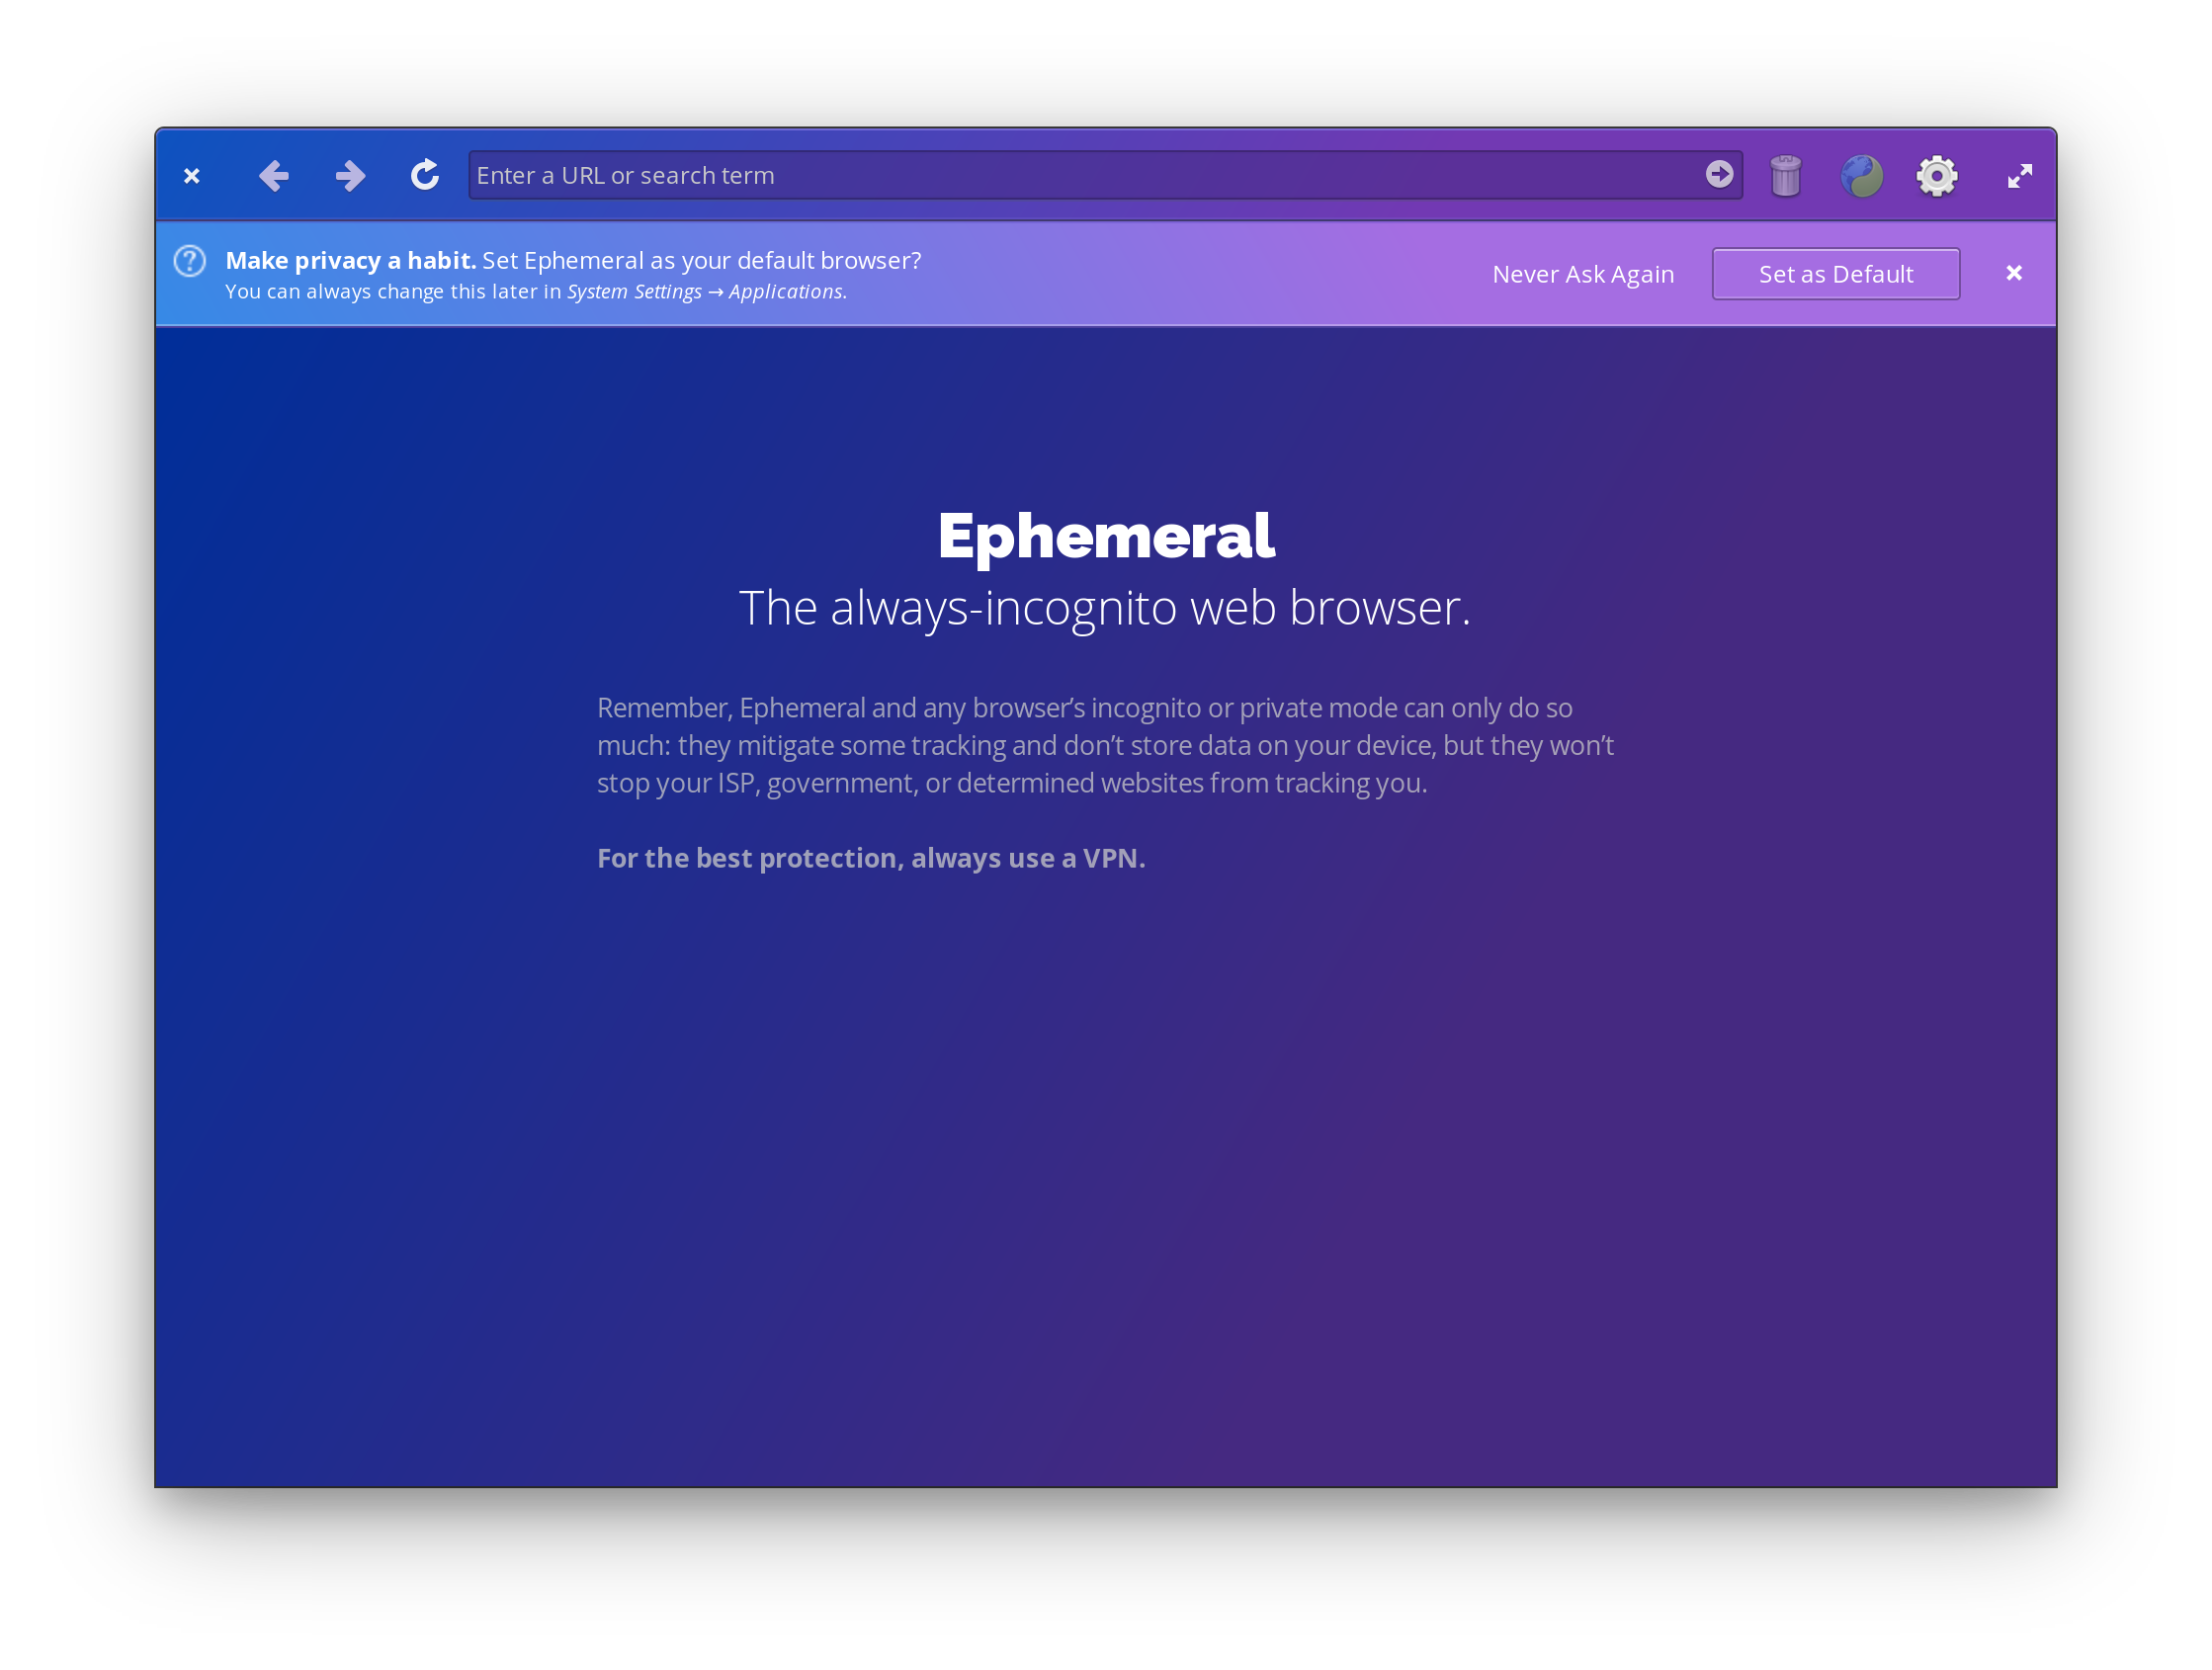 Enter a URL or search term
Make privacy a habit. Set Ephemeral as your default browser?
You can always change this later in System Settings → Applications.
Never Ask Again
Set as Default
Ephemeral
The always-incognito web browser.
Remember, Ephemeral and any browser’s incognito or private mode can only do so
much: they mitigate some tracking and don’t store data on your device, but they won’t
stop your ISP, government, or determined websites from tracking you.
For the best protection, always use a VPN.